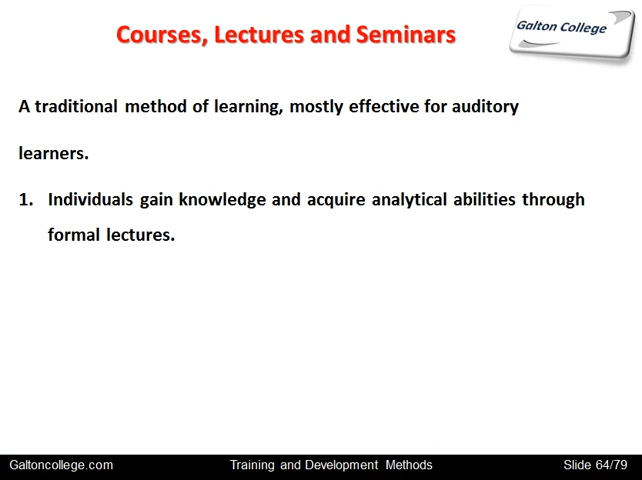 Courses, Lectures and Seminars
Galton College
A traditional method of learning, mostly effective for auditory
learners.
1. Individuals gain knowledge and acquire analytical abilities through
formal lectures.
Galtoncollege.com Training and Development Methods Slide 64/79